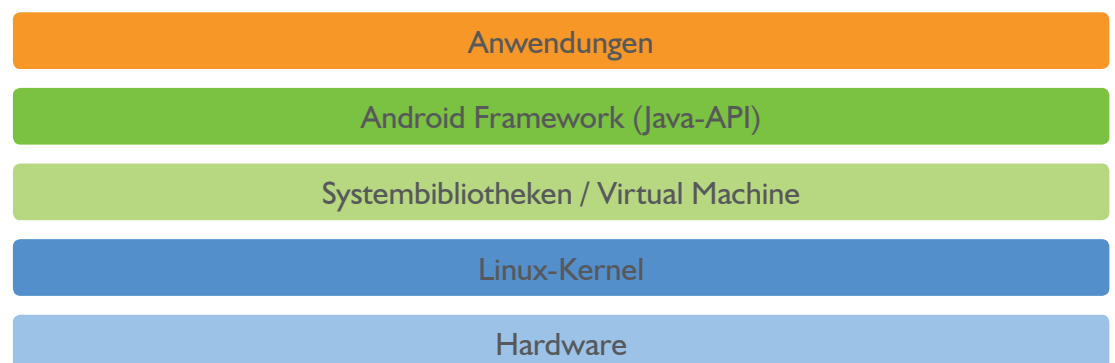 Anwendungen
Android Framework (Java-API)
Systembibliotheken / Virtual Machine
Linux-Kernel
Hardware